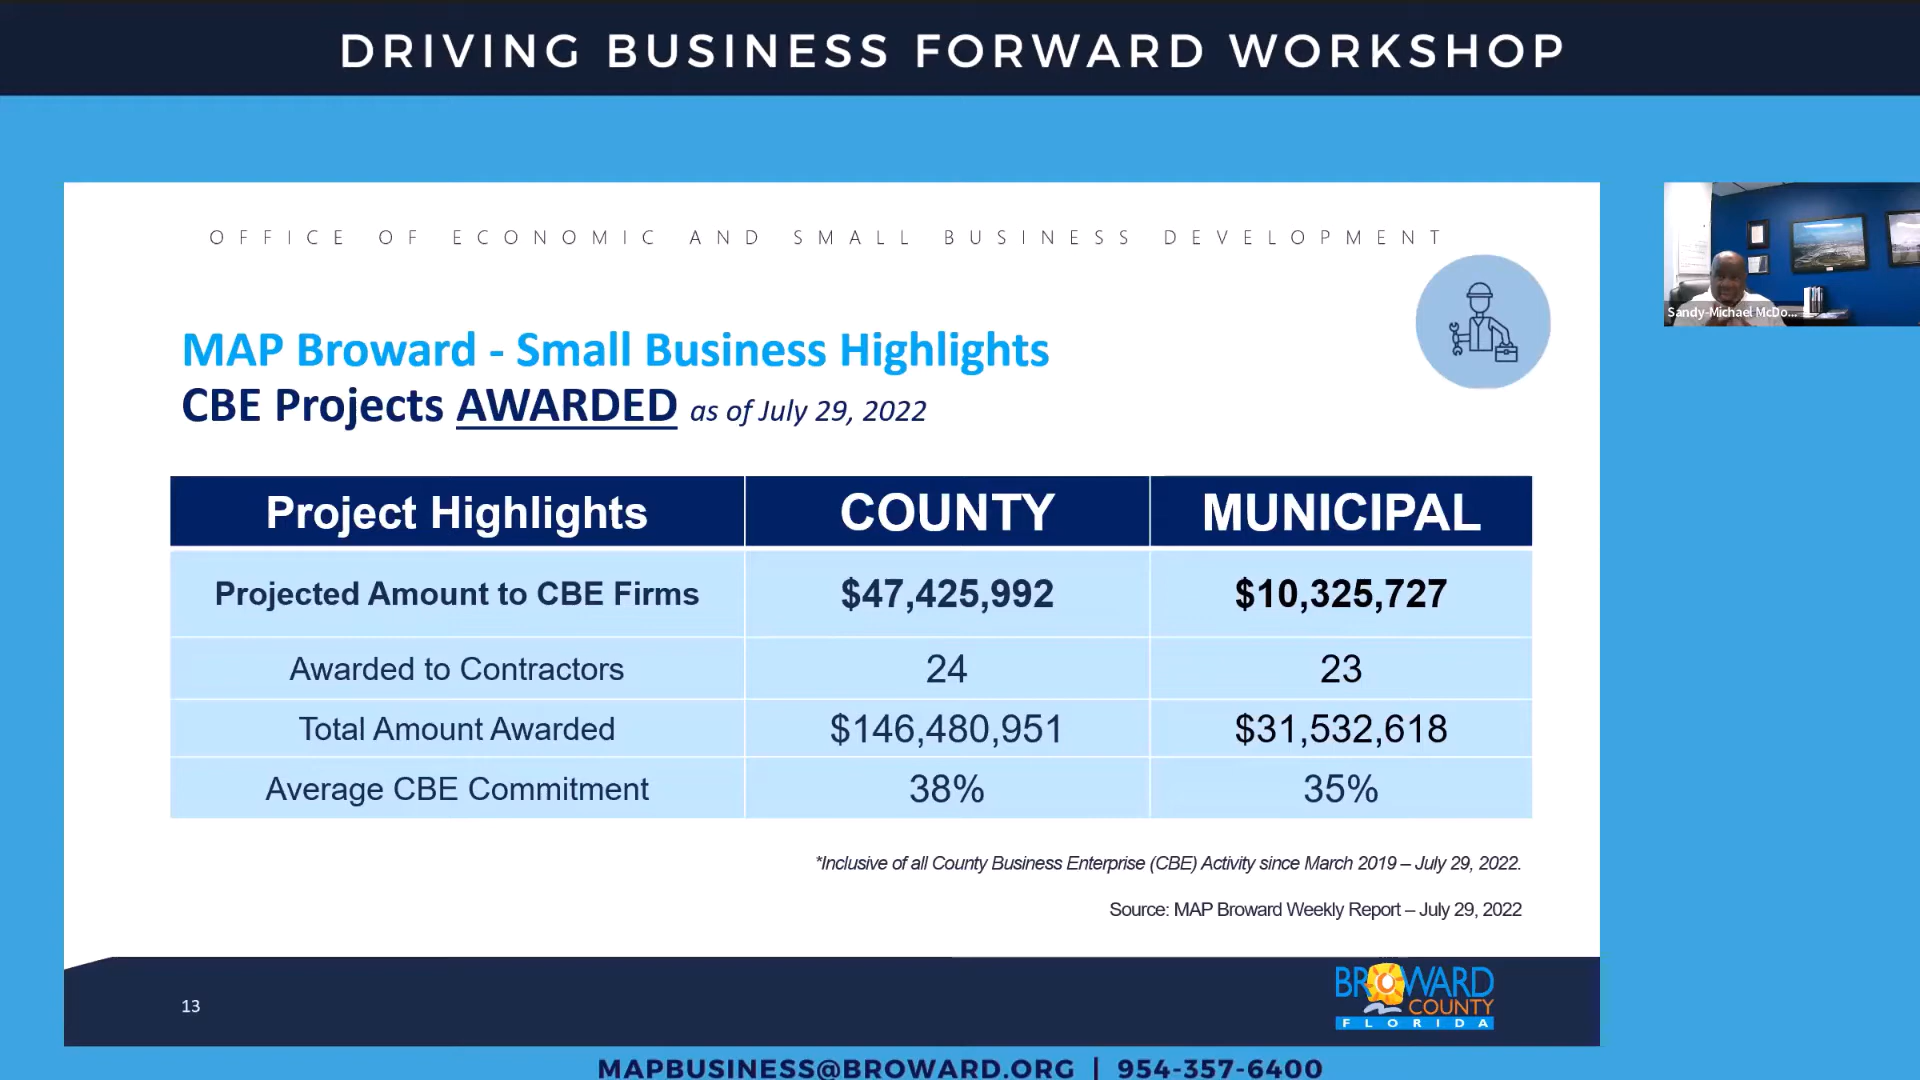 DRIVING BUSINESS FORWARD WORKSHOP
OFFICE OF ECONOMIC AND SMALL BUSINESS DEVELOPMENT
Sandy-Michael McDo...
MAP Broward - Small Business Highlights
CBE Projects AWARDED as of July 29, 2022
Project Highlights COUNTY MUNICIPAL
Projected Amount to CBE Firms $47,425,992 $10,325,727
Awarded to Contractors 24 23
Total Amount Awarded $146,480,951 $31,532,618
Average CBE Commitment 38% 35%
*Inclusive of all County Business Enterprise (CBE) Activity since March 2019 – July 29, 2022.
Source: MAP Broward Weekly Report – July 29, 2022
13
BROWARD
COUNTY
FLORIDA
MAPBUSINESS@BROWARD.ORG | 954-357-6400